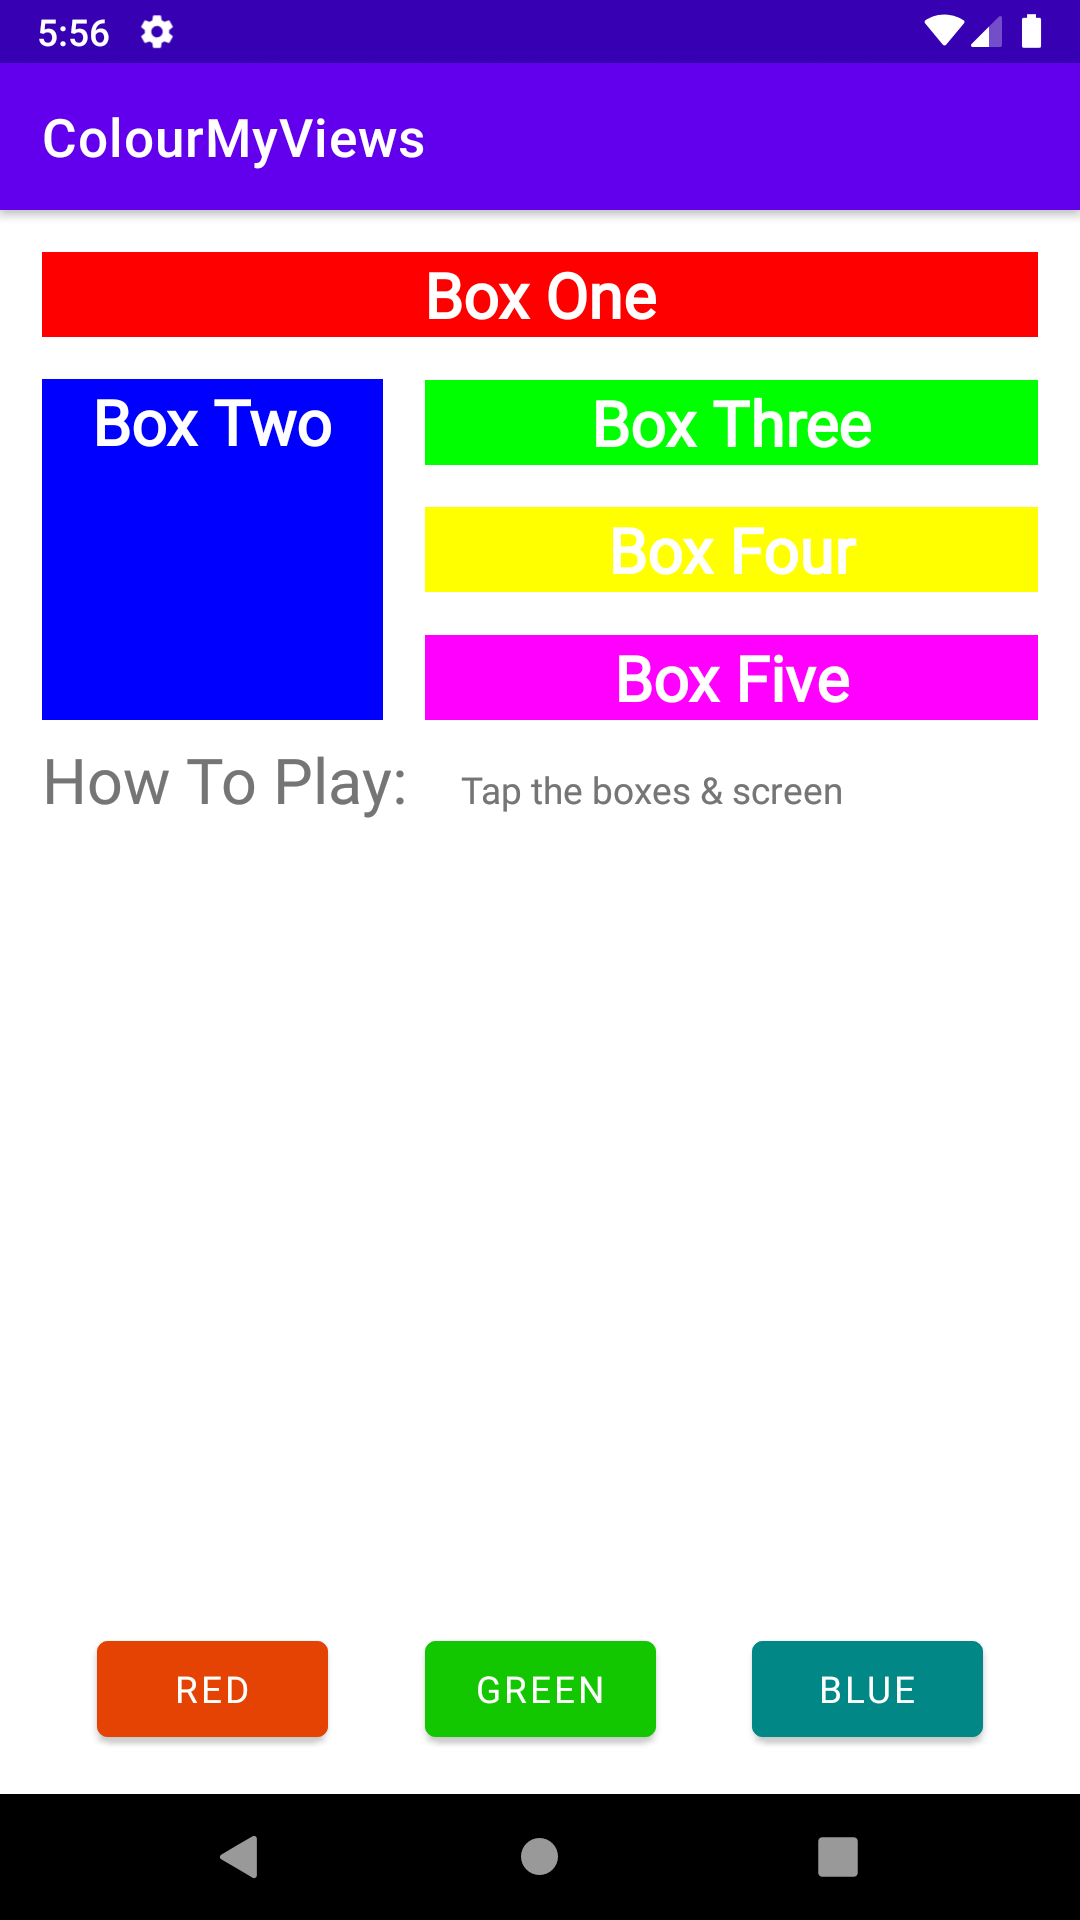 5:56
ColourMyViews
Box One
Box Two
Box Three
Box Four
Box Five
How To Play: Tap the boxes & screen
RED GREEN BLUE